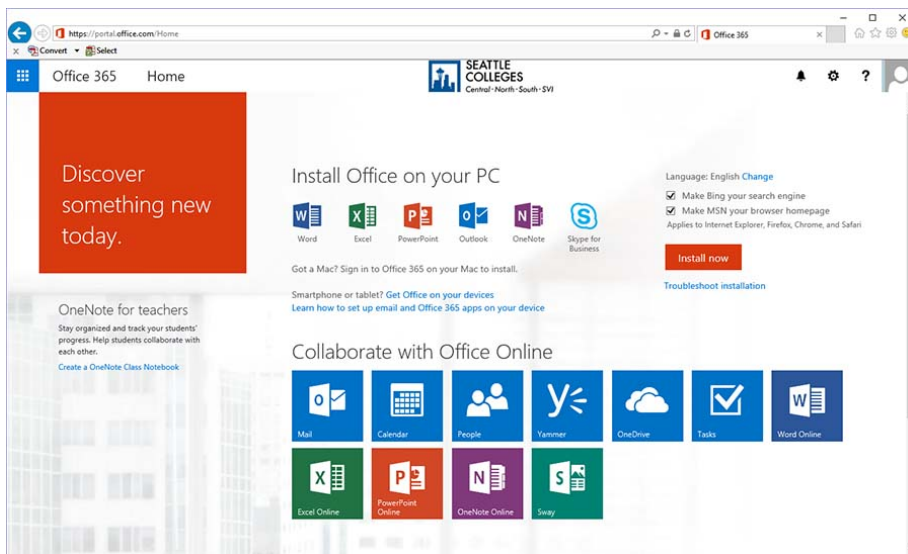 https://portal.office.com/Home
Office 365
Convert
Select
Office 365
Home
SEATTLE
COLLEGES
Central·North·South·SVI
?
Discover
something new
today.
Install Office on your PC
Word
Excel
PowerPoint
Outlook
OneNote
Skype for
Business
Got a Mac? Sign in to Office 365 on your Mac to install.
Smartphone or tablet? Get Office on your devices
Learn how to set up email and Office 365 apps on your device
Language: English Change
Make Bing your search engine
Make MSN your browser homepage
Applies to Internet Explorer, Firefox, Chrome, and Safari
Install now
Troubleshoot installation
OneNote for teachers
Stay organized and track your students'
progress. Help students collaborate with
each other.
Create a OneNote Class Notebook
Collaborate with Office Online
Mail
Calendar
People
Yammer
OneDrive
Tasks
Word Online
Excel Online
PowerPoint
Online
OneNote Online
Sway